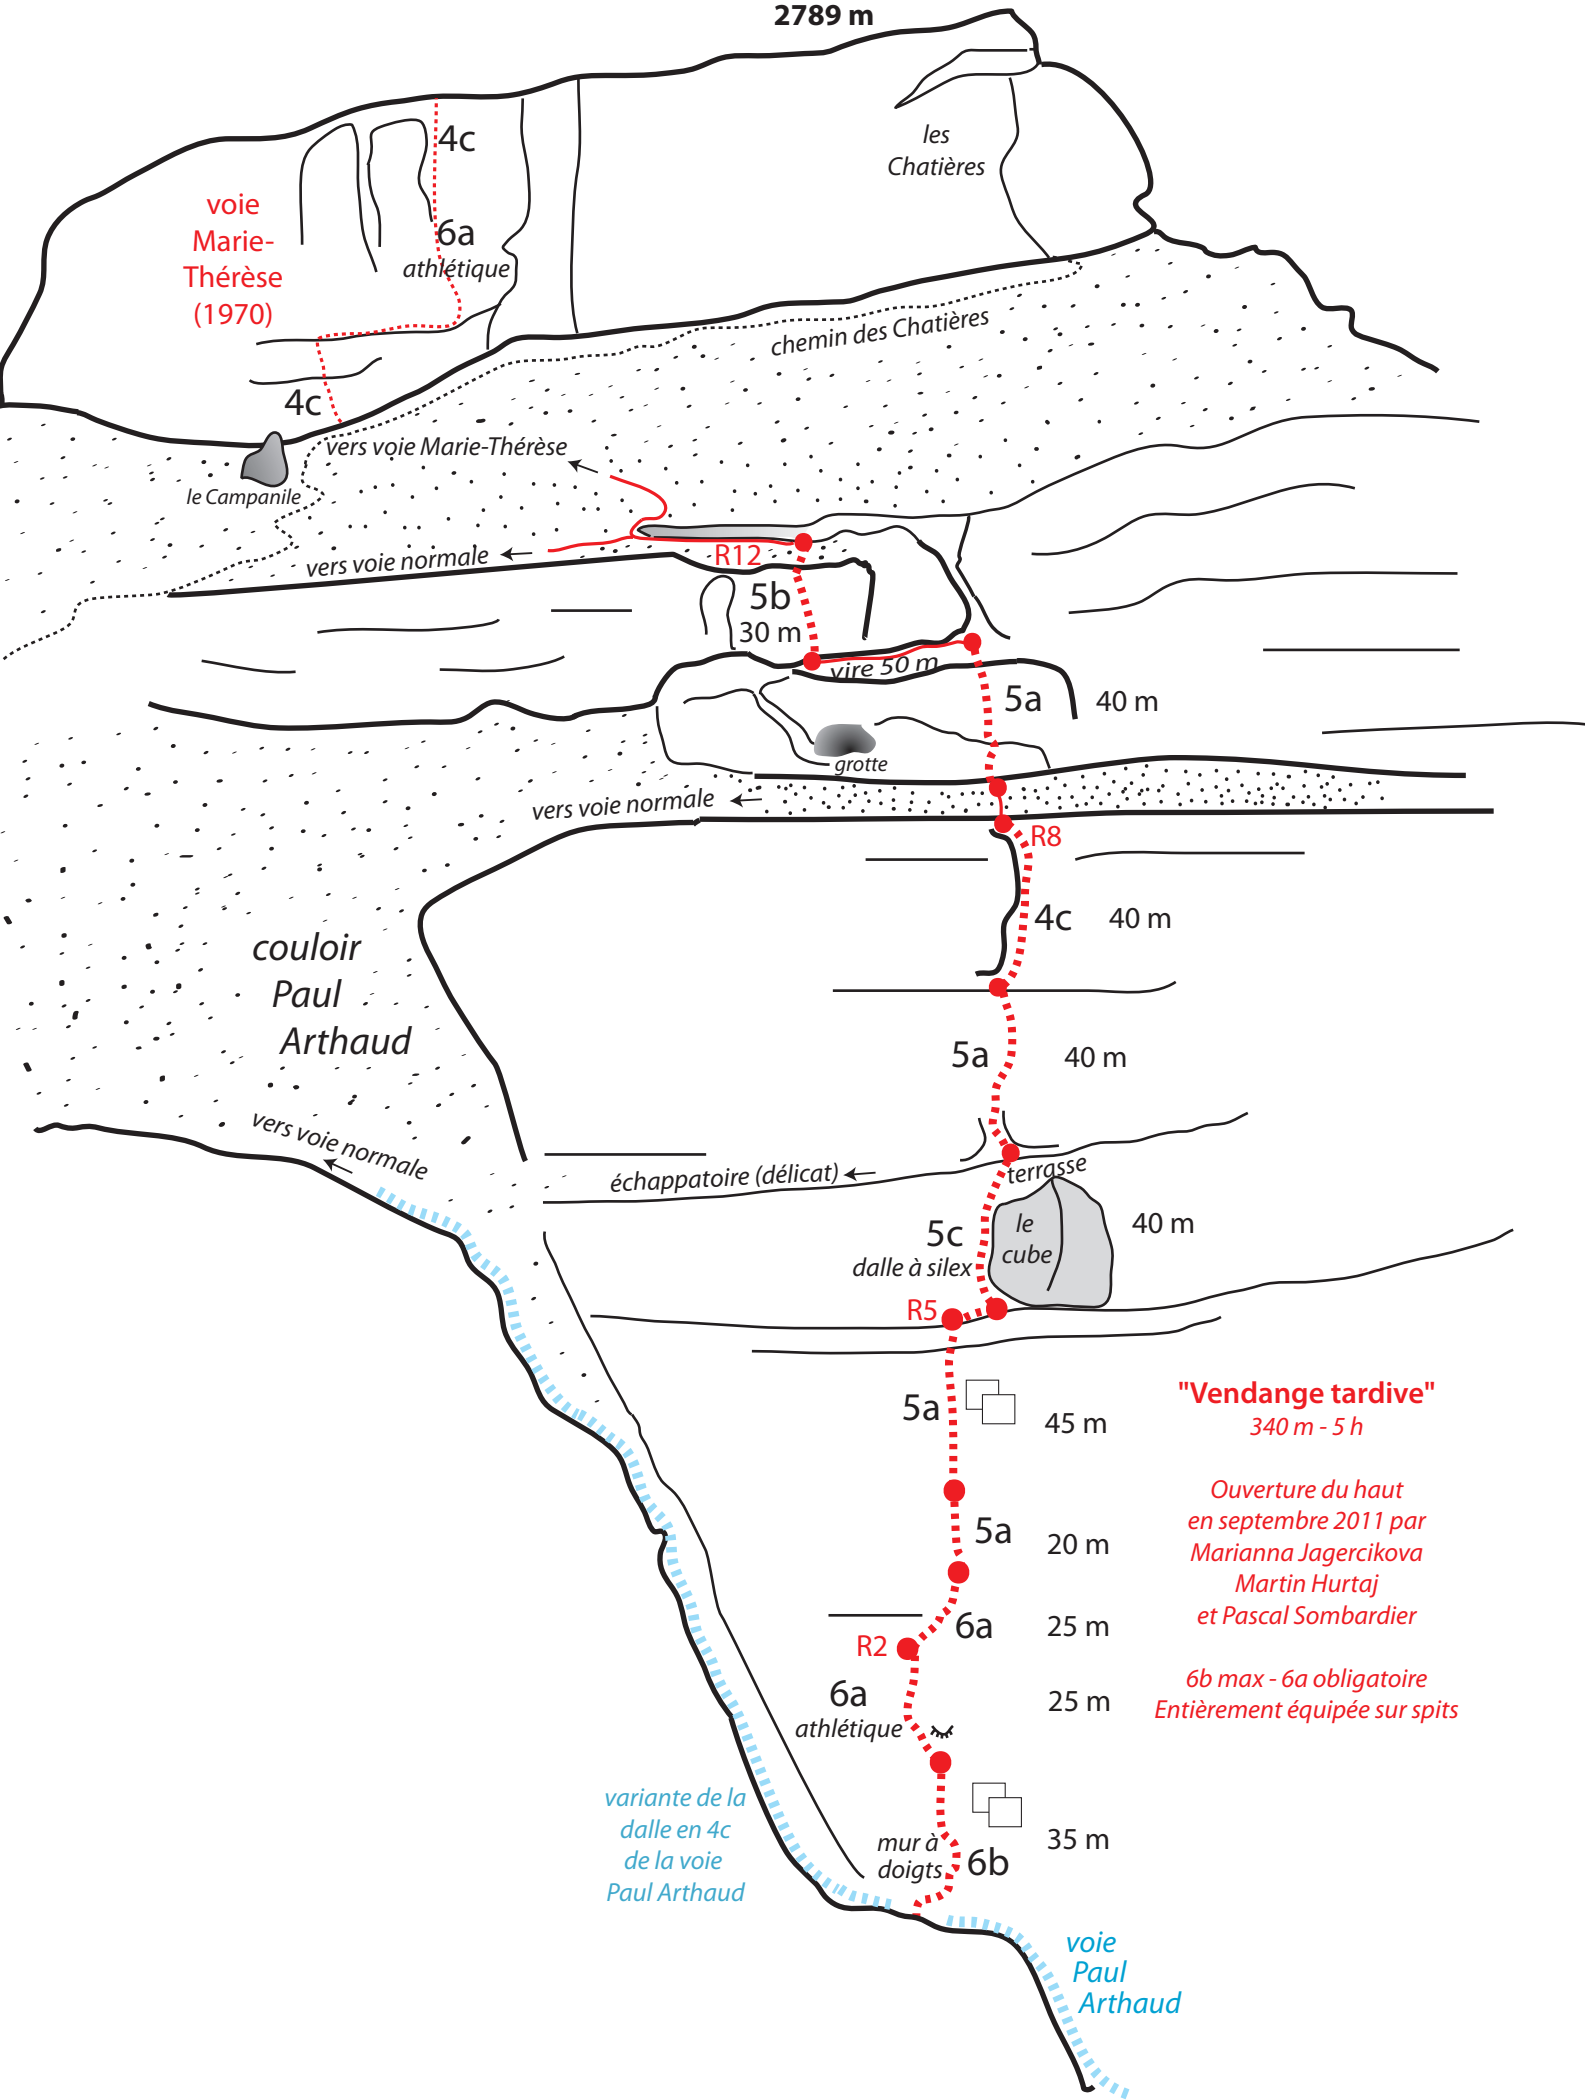 2789 m
4c
les
Chatières
voie
Marie-
Thérèse
(1970)
6a
athlétique
chemin des Chatières
4c
vers voie Marie-Thérèse
le Campanile
vers voie normale
R12
5b
30 m
vire 50 m
5a
40 m
grotte
vers voie normale
R8
4c
40 m
couloir
Paul
Arthaud
5a
40 m
vers voie normale
échappatoire (délicat)
terrasse
le
cube
5c
40 m
dalle à silex
R5
5a
45 m
"Vendange tardive"
340 m - 5 h
Ouverture du haut
en septembre 2011 par
Marianna Jagercikova
Martin Hurtaj
et Pascal Sombardier
6b max - 6a obligatoire
Entièrement équipée sur spits
5a
20 m
6a
25 m
R2
6a
athlétique
25 m
variante de la
dalle en 4c
de la voie
Paul Arthaud
mur à
doigts
6b
35 m
voie
Paul
Arthaud